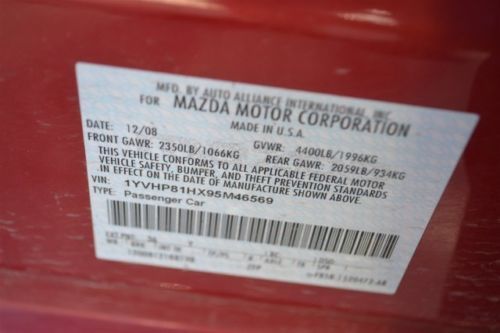 MFD. BY AUTO ALLIANCE INTERNATIONAL, INC
FOR MAZDA MOTOR CORPORATION
MADE IN U.S.A.
DATE: 12/08 GVWR: 4400LB/1996KG
FRONT GAWR: 2350LB/1066KG REAR GAWR: 2059LB/934KG
THIS VEHICLE CONFORMS TO ALL APPLICABLE FEDERAL MOTOR
VEHICLE SAFETY, BUMPER, AND THEFT PREVENTION STANDARDS
IN EFFECT ON THE DATE OF MANUFACTURE SHOWN ABOVE.
VIN: 1YVHP81HX95M46569
TYPE: Passenger Car